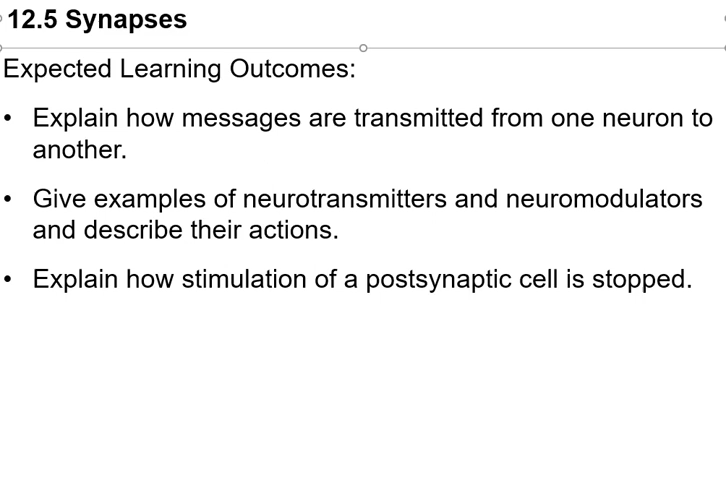 12.5 Synapses
Expected Learning Outcomes:
• Explain how messages are transmitted from one neuron to
another.
• Give examples of neurotransmitters and neuromodulators
and describe their actions.
• Explain how stimulation of a postsynaptic cell is stopped.